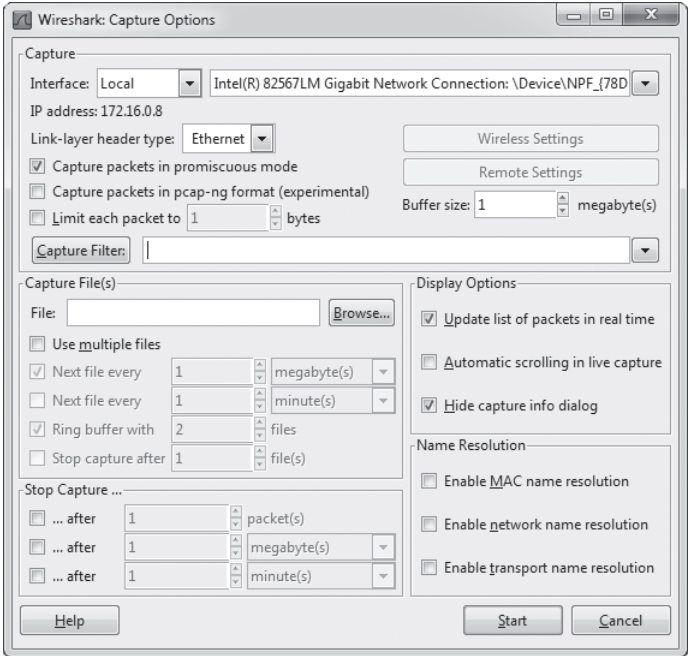 Wireshark: Capture Options
Capture
Interface: Local Intel(R) 82567LM Gigabit Network Connection: \Device\NPF_{78D
IP address: 172.16.0.8
Link-layer header type: Ethernet
Wireless Settings
Capture packets in promiscuous mode
Remote Settings
Capture packets in pcap-ng format (experimental)
Buffer size: 1 megabyte(s)
Limit each packet to 1 bytes
Capture Filter:
Capture File(s)
File: Browse...
Use multiple files
Next file every 1 megabyte(s)
Next file every 1 minute(s)
Ring buffer with 2 files
Stop capture after 1 file(s)
Stop Capture ...
... after 1 packet(s)
... after 1 megabyte(s)
... after 1 minute(s)
Display Options
Update list of packets in real time
Automatic scrolling in live capture
Hide capture info dialog
Name Resolution
Enable MAC name resolution
Enable network name resolution
Enable transport name resolution
Help Start Cancel